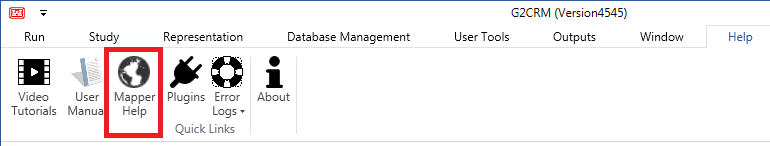 G2CRM (Version4545)
Run Study Representation Database Management User Tools Outputs Window Help
Video Tutorials
User Manual
Mapper Help
Plugins
Error Logs
About
Quick Links